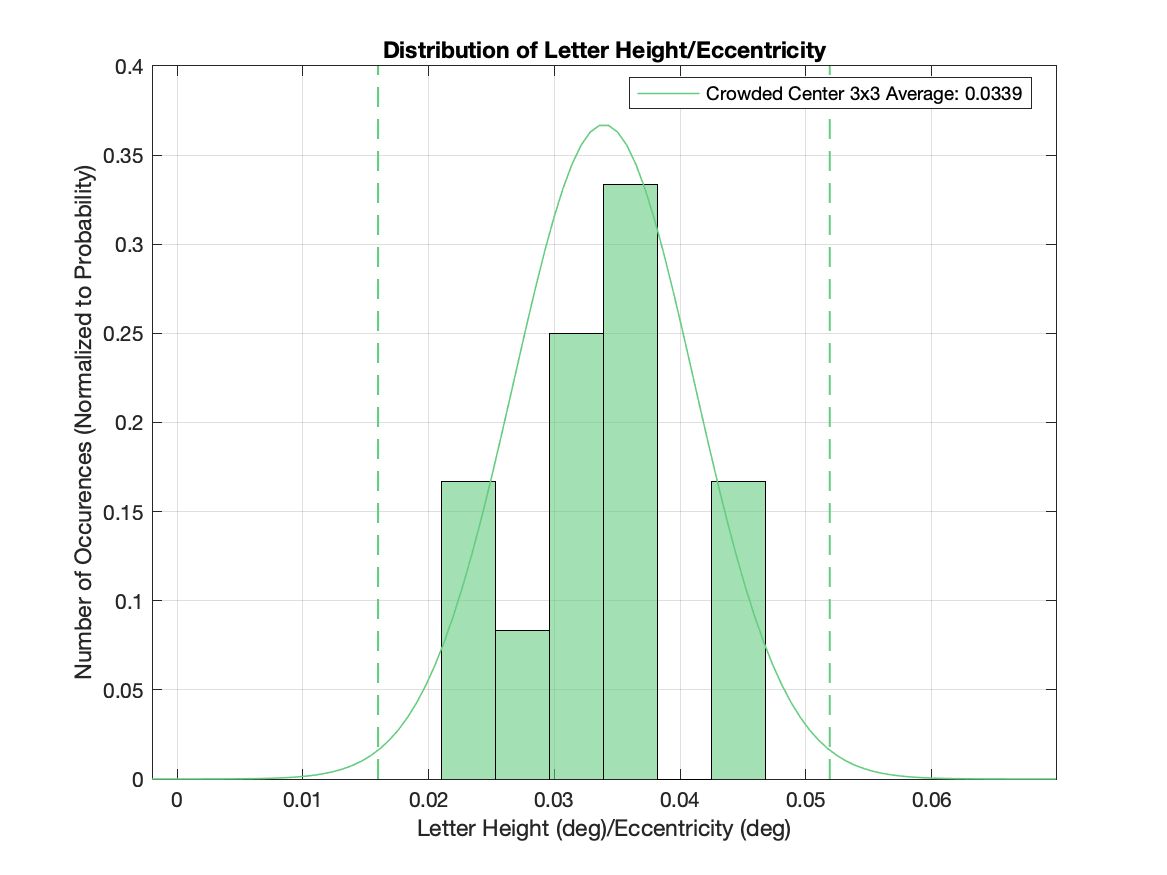 Distribution of Letter Height/Eccentricity
Crowded Center 3x3 Average: 0.0339
Number of Occurences (Normalized to Probability)
0.4
0.35
0.3
0.25
0.2
0.15
0.1
0.05
0
0 0.01 0.02 0.03 0.04 0.05 0.06
Letter Height (deg)/Eccentricity (deg)